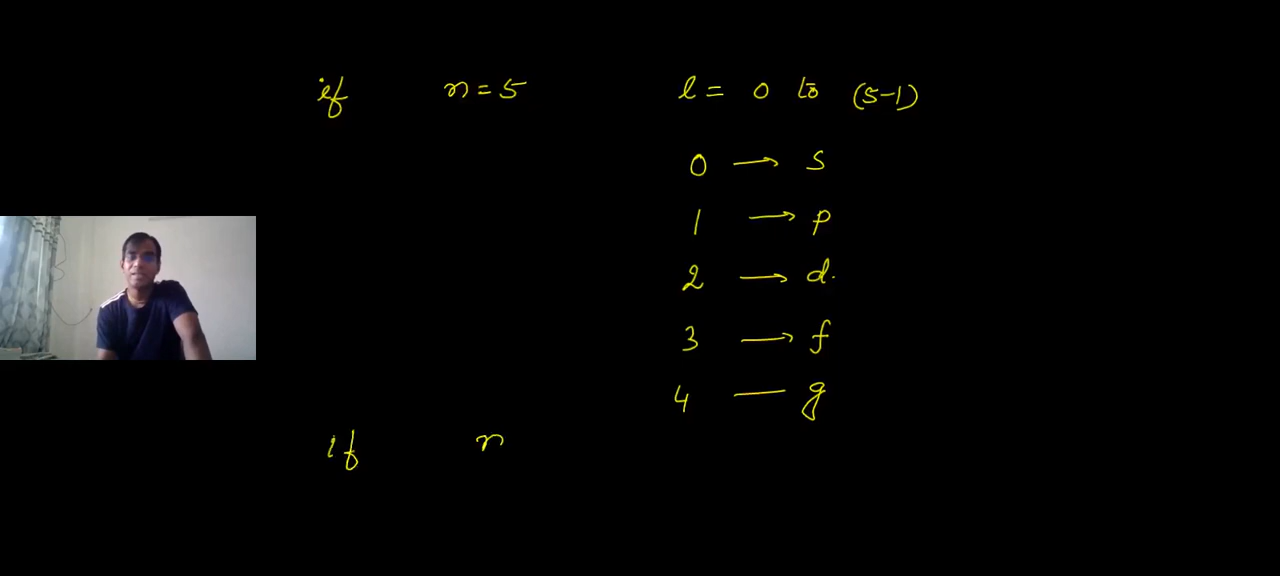 if n=5 l= 0 to (5-1)
0 → s
1 → p
2 → d.
3 → f
4 — g
if n